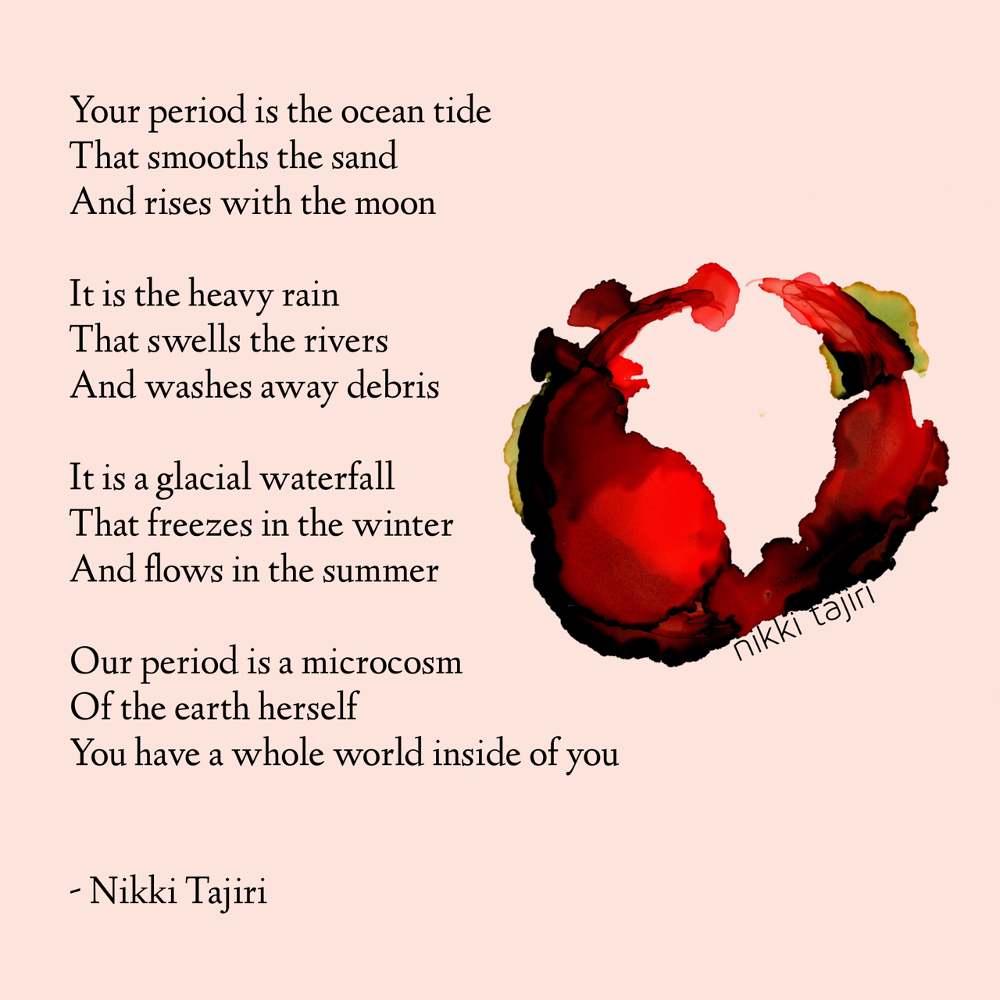 Your period is the ocean tide
That smooths the sand
And rises with the moon
It is the heavy rain
That swells the rivers
And washes away debris
It is a glacial waterfall
That freezes in the winter
And flows in the summer
Our period is a microcosm
Of the earth herself
You have a whole world inside of you
- Nikki Tajiri
nikki tajiri